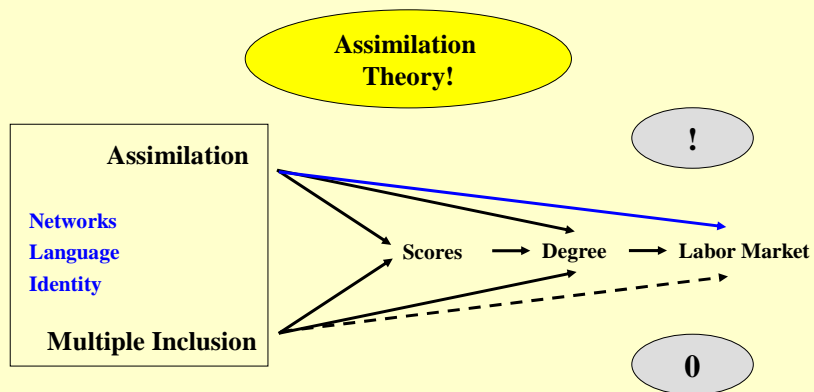 Assimilation
Theory!
!
Assimilation
Networks
Language
Identity
Scores
Degree
Labor Market
Multiple Inclusion
0